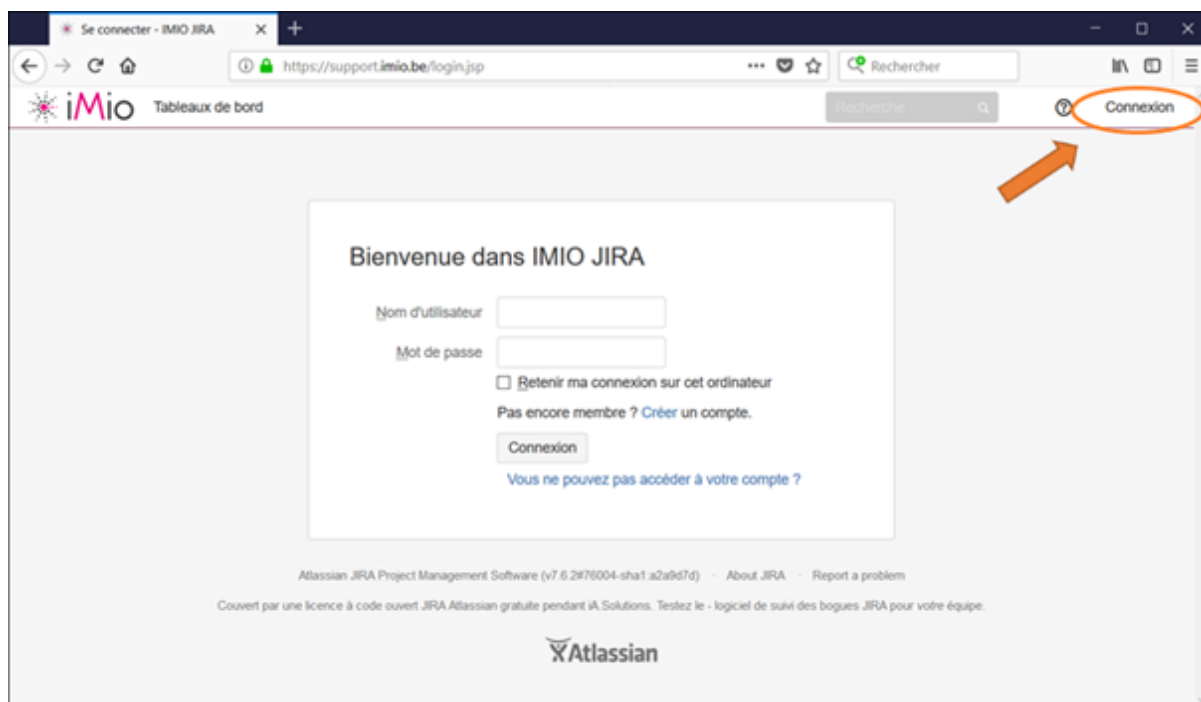 Se connecter - IMIO JIRA
https://support.imio.be/login.jsp
Rechercher
iMio Tableaux de bord Recherche Connexion
Bienvenue dans IMIO JIRA
Nom d'utilisateur
Mot de passe
Retenir ma connexion sur cet ordinateur
Pas encore membre ? Créer un compte.
Connexion
Vous ne pouvez pas accéder à votre compte ?
Atlassian JIRA Project Management Software (v7.6.2#76004-sha1:a2a9d7d) · About JIRA · Report a problem
Couvert par une licence à code ouvert JIRA Atlassian gratuite pendant iA.Solutions. Testez le - logiciel de suivi des bogues JIRA pour votre équipe.
Atlassian